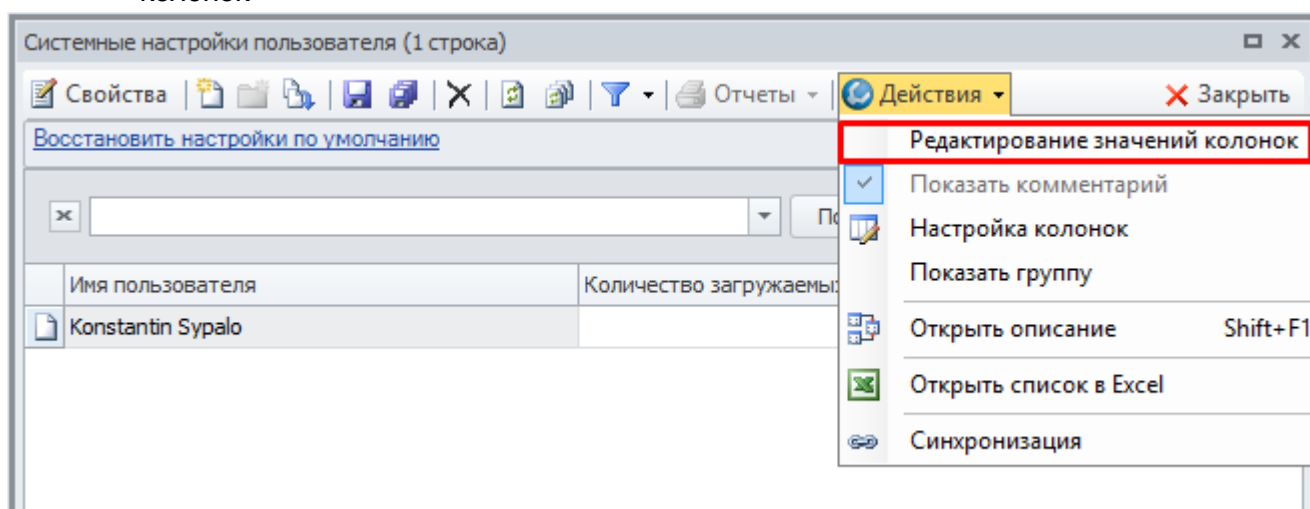 Системные настройки пользователя (1 строка)
Свойства Отчеты Действия Закрыть
Восстановить настройки по умолчанию
Редактирование значений колонок
Показать комментарий
Настройка колонок
Показать группу
Открыть описание Shift+F1
Открыть список в Excel
Синхронизация
Имя пользователя Количество
Konstantin Sypalo